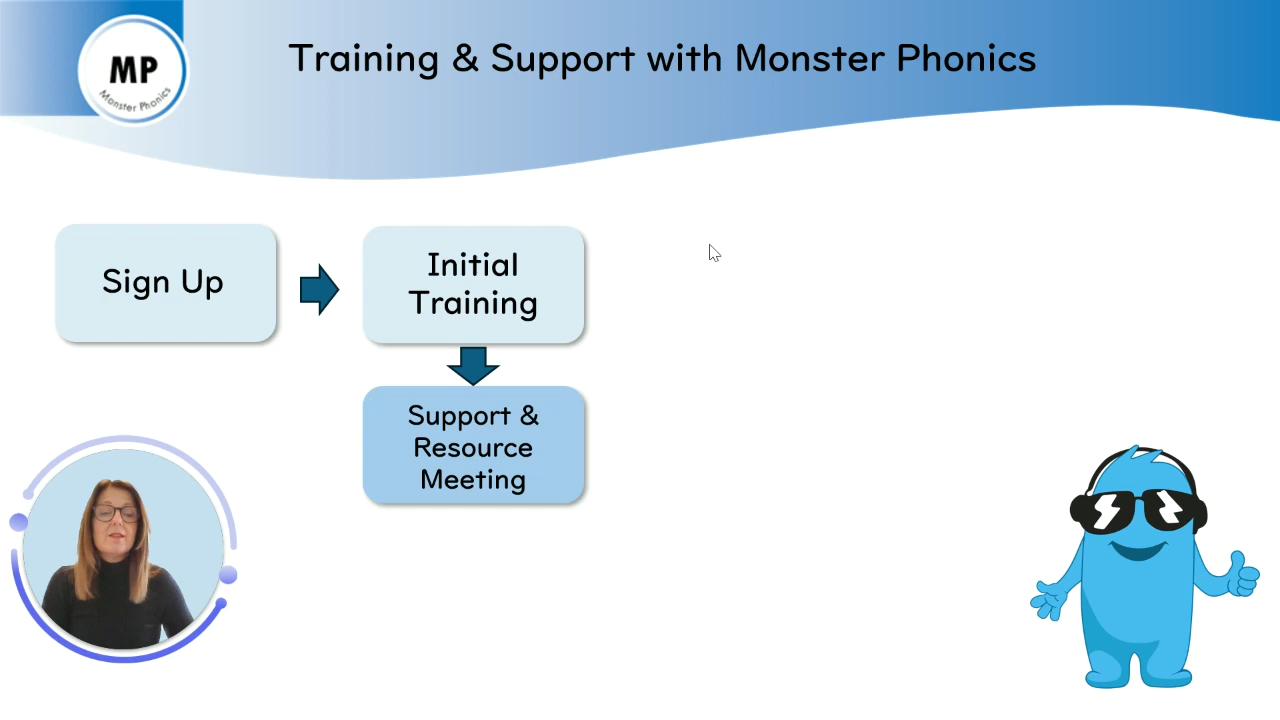 MP
Monster Phonics
Training & Support with Monster Phonics
Sign Up
Initial
Training
Support &
Resource
Meeting